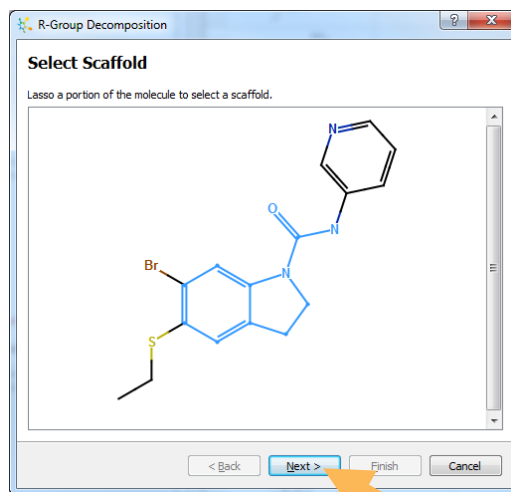 R-Group Decomposition
Select Scaffold
Lasso a portion of the molecule to select a scaffold.
N
O
N
Br
N
S
< Back
Next >
Finish
Cancel